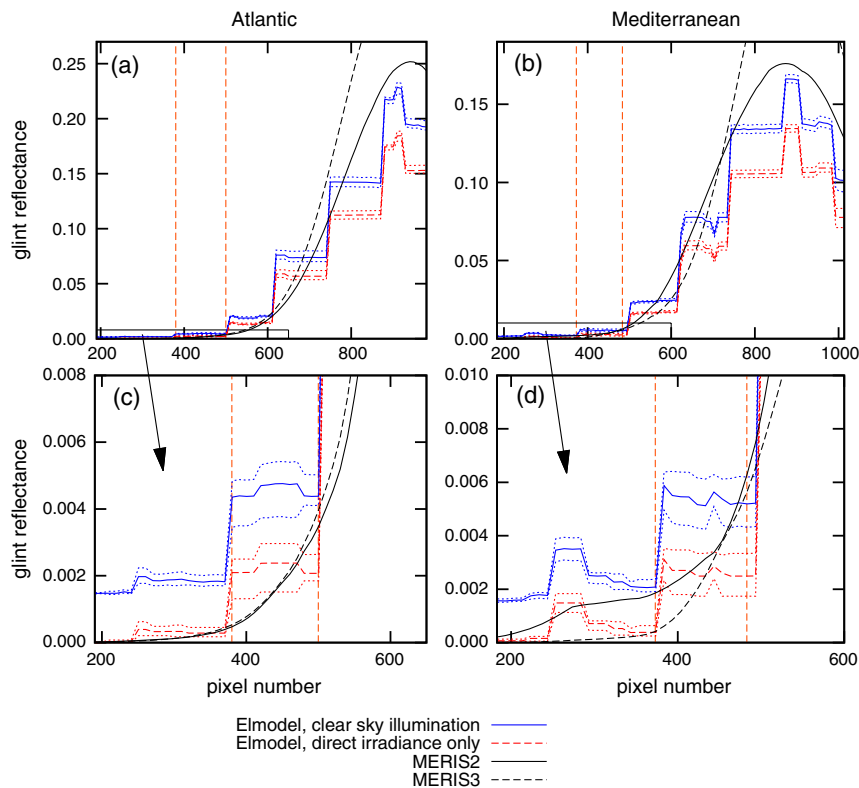 Atlantic
Mediterranean
(a)
(b)
glint reflectance
0.25
0.20
0.15
0.10
0.05
0.00
200 400 600 800
0.15
0.10
0.05
0.00
200 400 600 800 1000
(c)
(d)
glint reflectance
0.008
0.006
0.004
0.002
0.000
200 400 600
pixel number
0.010
0.008
0.006
0.004
0.002
0.000
200 400 600
pixel number
Elmodel, clear sky illumination
Elmodel, direct irradiance only
MERIS2
MERIS3